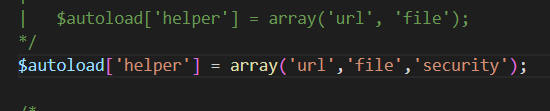 |	$autoload['helper'] = array('url', 'file');
*/
$autoload['helper'] = array('url','file','security');
/*